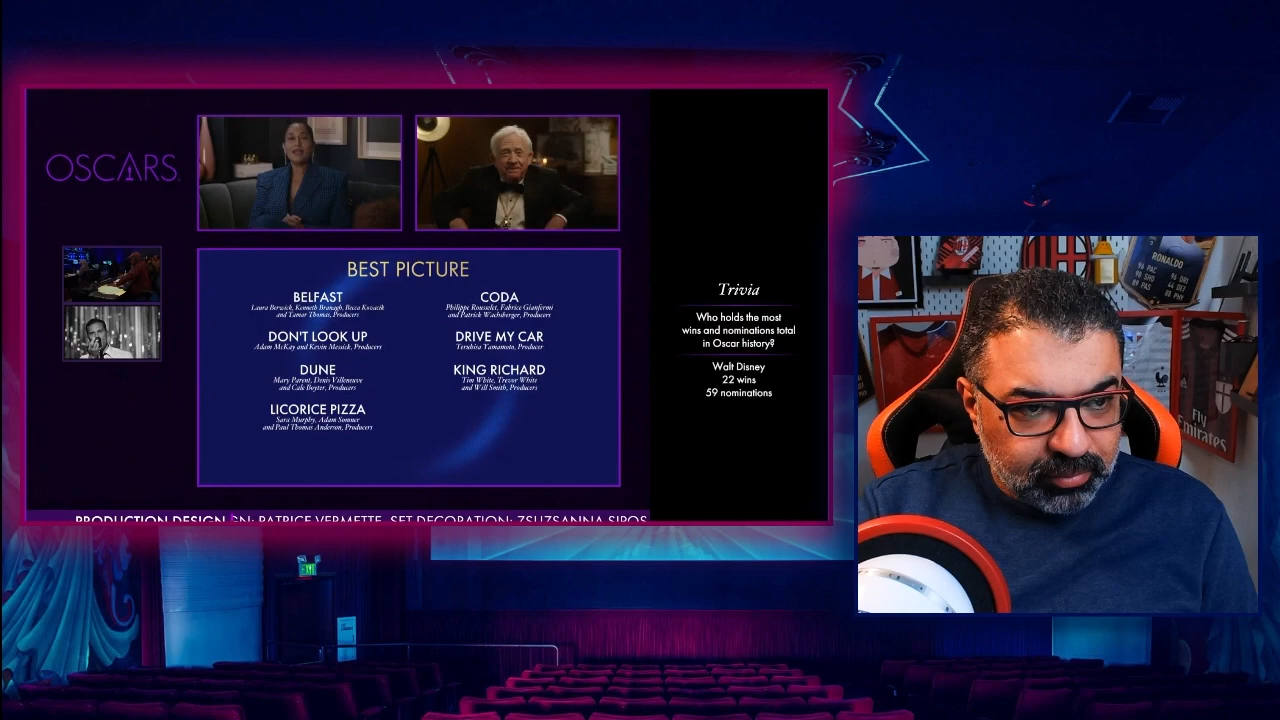 OSCARS
BEST PICTURE
BELFAST
Laura Berwick, Kenneth Branagh, Becca Kovacik
and Tamar Thomas, Producers
DON'T LOOK UP
Adam McKay and Kevin Messick, Producers
DUNE
Mary Parent, Denis Villeneuve
and Cale Boyter, Producers
LICORICE PIZZA
Sara Murphy, Adam Somner
and Paul Thomas Anderson, Producers
CODA
Philippe Rousselet, Fabrice Gianfermi
and Patrick Wachsberger, Producers
DRIVE MY CAR
Teruhisa Yamamoto, Producer
KING RICHARD
Tim White, Trevor White
and Will Smith, Producers
Trivia
Who holds the most
wins and nominations total
in Oscar history?
Walt Disney
22 wins
59 nominations
PRODUCTION DESIGN GN: PATRICE VERMETTE, SET DECORATION: ZSUZSANNA SIPOS
RONALDO
Fly
Emirates